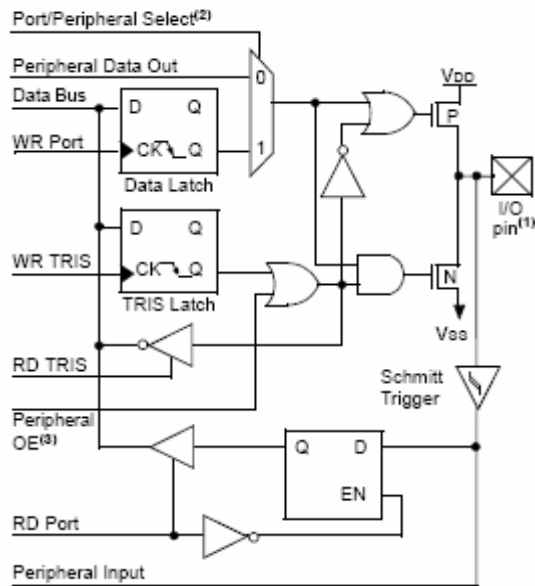 Port/Peripheral Select(2)
Peripheral Data Out
0
Data Bus
D Q
WR Port
CK Q
1
Data Latch
VDD
P
I/O
pin(1)
D Q
WR TRIS
CK Q
TRIS Latch
N
Vss
RD TRIS
Schmitt
Trigger
Peripheral
OE(3)
Q D
EN
RD Port
Peripheral Input